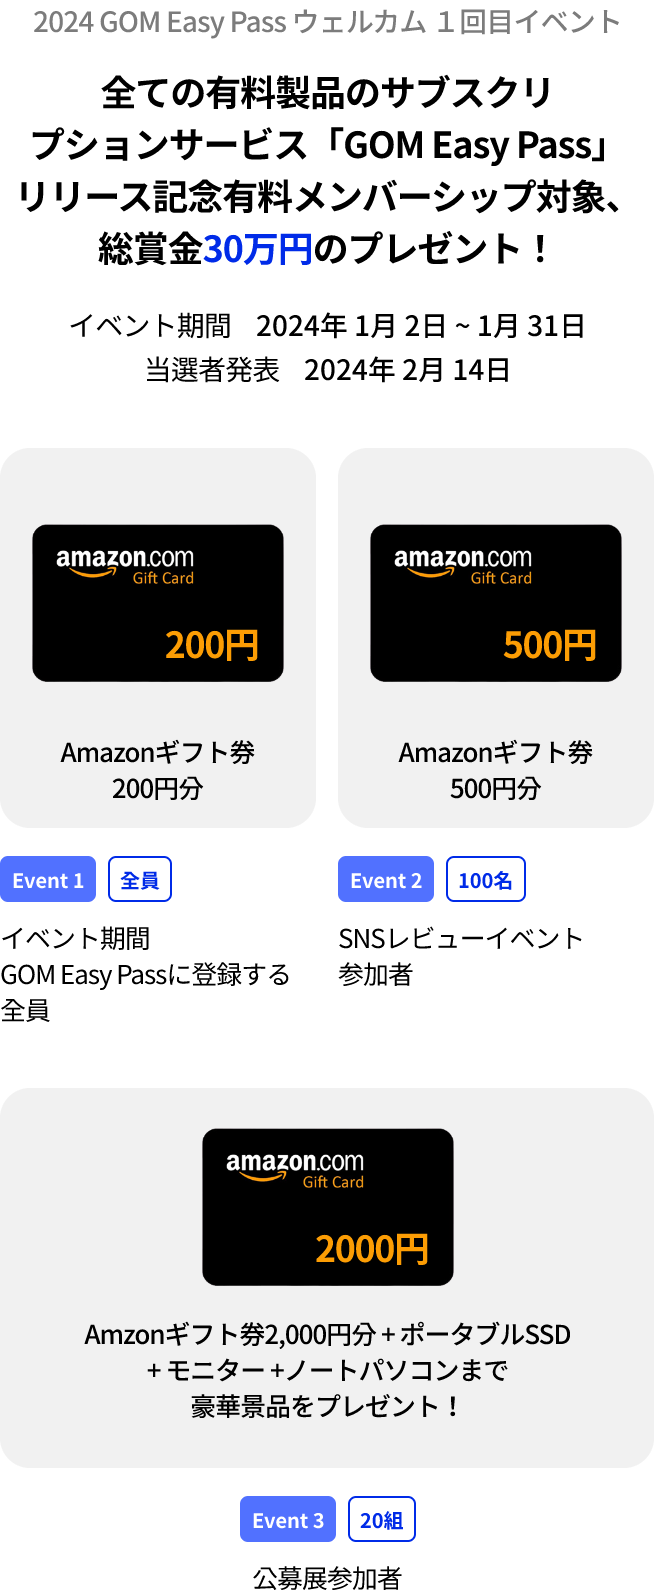 2024 GOM Easy Pass ウェルカム １回目イベント
全ての有料製品のサブスクリ
プションサービス「GOM Easy Pass」
リリース記念有料メンバーシップ対象、
総賞金30万円のプレゼント！
イベント期間 2024年 1月 2日 ~ 1月 31日
当選者発表 2024年 2月 14日
amazon.com
Gift Card
200円
Amazonギフト券
200円分
Event 1 全員
イベント期間
GOM Easy Passに登録する
全員
amazon.com
Gift Card
500円
Amazonギフト券
500円分
Event 2 100名
SNSレビューイベント
参加者
amazon.com
Gift Card
2000円
Amzonギフト券2,000円分 + ポータブルSSD
+ モニター +ノートパソコンまで
豪華景品をプレゼント！
Event 3 20組
公募展参加者